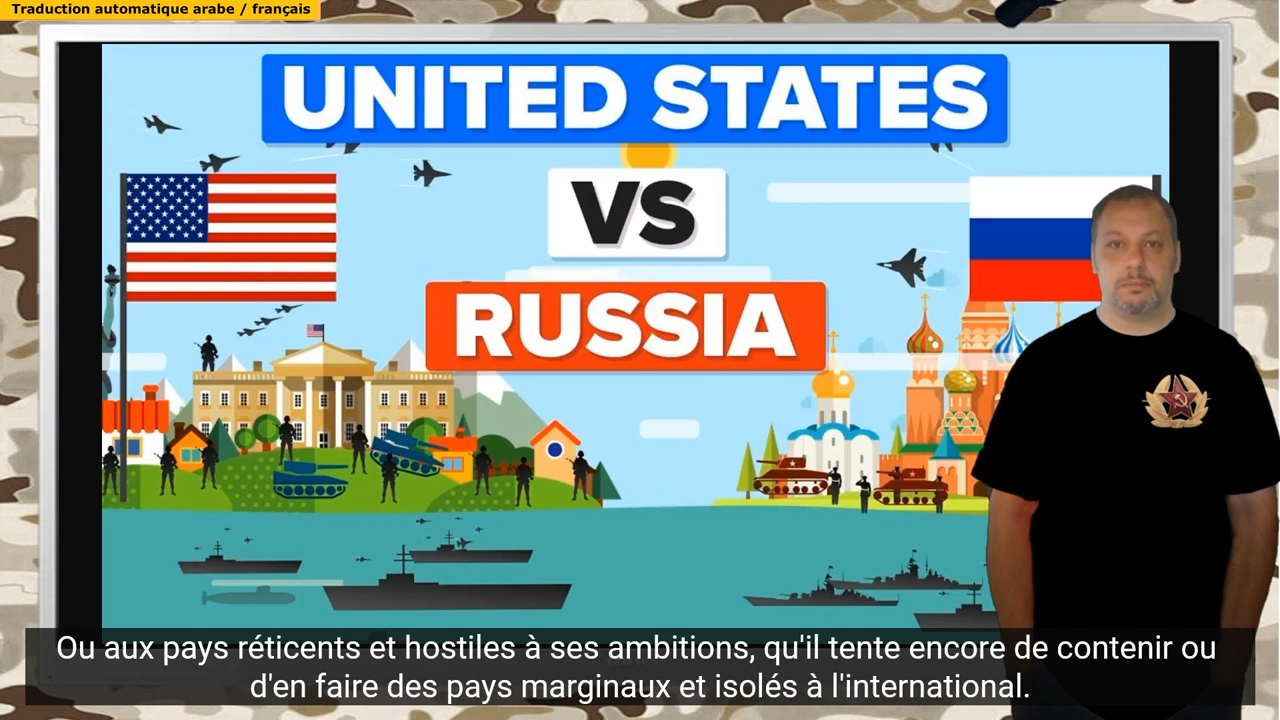 Traduction automatique arabe / français
UNITED STATES
VS
RUSSIA
Ou aux pays réticents et hostiles à ses ambitions, qu'il tente encore de contenir ou
d'en faire des pays marginaux et isolés à l'international.